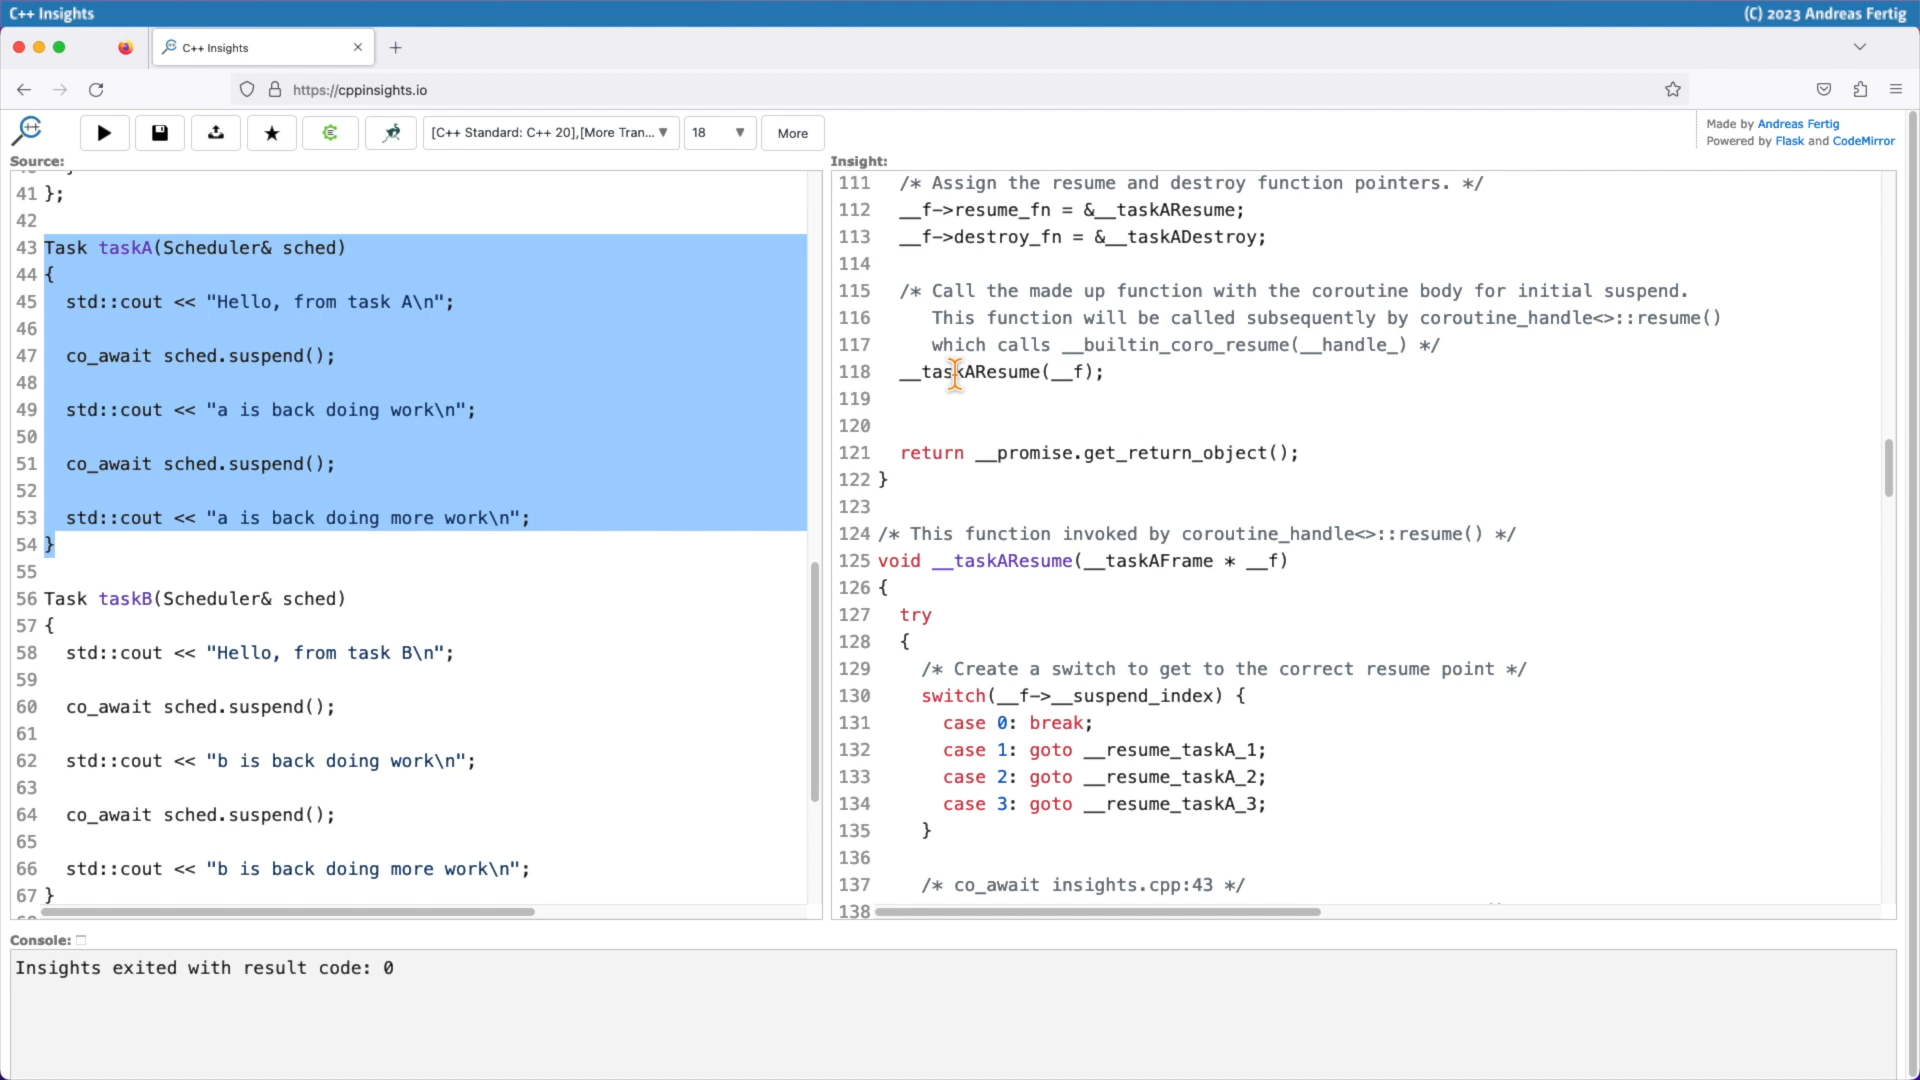 C++ Insights
(C) 2023 Andreas Fertig
C++ Insights
https://cppinsights.io
[C++ Standard: C++ 20],[More Tran...
18
More
Made by Andreas Fertig
Powered by Flask and CodeMirror
Source:
41 };
42
43 Task taskA(Scheduler& sched)
44 {
45 std::cout << "Hello, from task A\n";
46
47 co_await sched.suspend();
48
49 std::cout << "a is back doing work\n";
50
51 co_await sched.suspend();
52
53 std::cout << "a is back doing more work\n";
54 }
55
56 Task taskB(Scheduler& sched)
57 {
58 std::cout << "Hello, from task B\n";
59
60 co_await sched.suspend();
61
62 std::cout << "b is back doing work\n";
63
64 co_await sched.suspend();
65
66 std::cout << "b is back doing more work\n";
67 }
Insight:
111 /* Assign the resume and destroy function pointers. */
112 __f->resume_fn = &__taskAResume;
113 __f->destroy_fn = &__taskADestroy;
114
115 /* Call the made up function with the coroutine body for initial suspend.
116 This function will be called subsequently by coroutine_handle<>::resume()
117 which calls __builtin_coro_resume(__handle_) */
118 __taskAResume(__f);
119
120
121 return __promise.get_return_object();
122 }
123
124 /* This function invoked by coroutine_handle<>::resume() */
125 void __taskAResume(__taskAFrame * __f)
126 {
127 try
128 {
129 /* Create a switch to get to the correct resume point */
130 switch(__f->__suspend_index) {
131 case 0: break;
132 case 1: goto __resume_taskA_1;
133 case 2: goto __resume_taskA_2;
134 case 3: goto __resume_taskA_3;
135 }
136
137 /* co_await insights.cpp:43 */
138
Console:
Insights exited with result code: 0